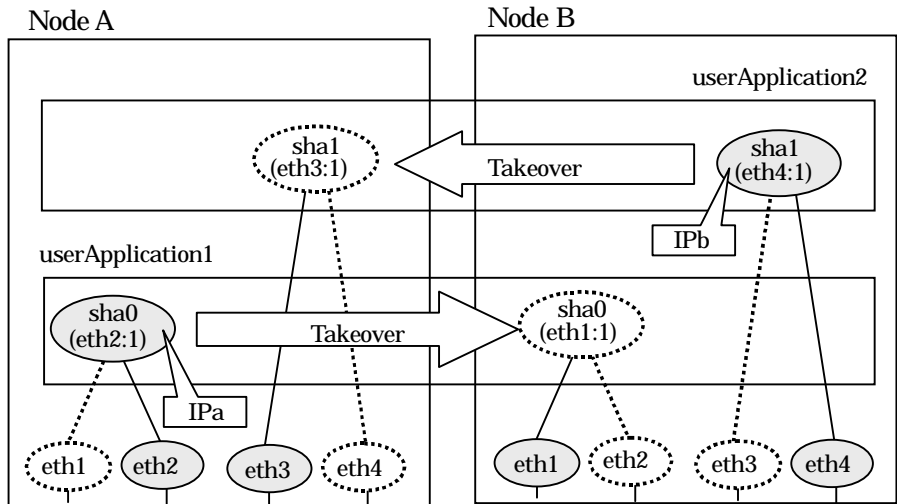 Node A
Node B
userApplication2
sha1
(eth3:1)
Takeover
sha1
(eth4:1)
IPb
userApplication1
sha0
(eth2:1)
Takeover
sha0
(eth1:1)
IPa
eth1
eth2
eth3
eth4
eth1
eth2
eth3
eth4